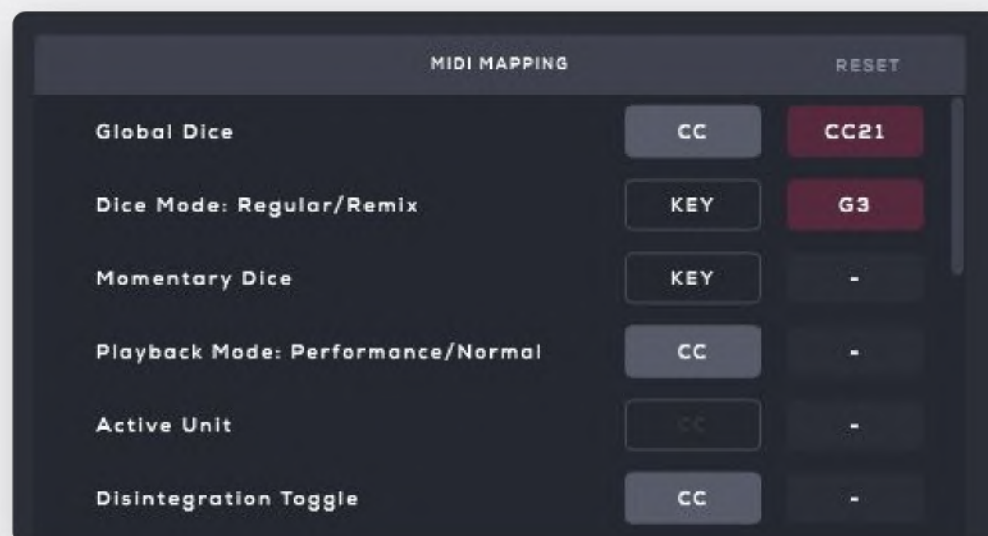 MIDI MAPPING RESET
Global Dice CC CC21
Dice Mode: Regular/Remix KEY G3
Momentary Dice KEY -
Playback Mode: Performance/Normal CC -
Active Unit CC -
Disintegration Toggle CC -